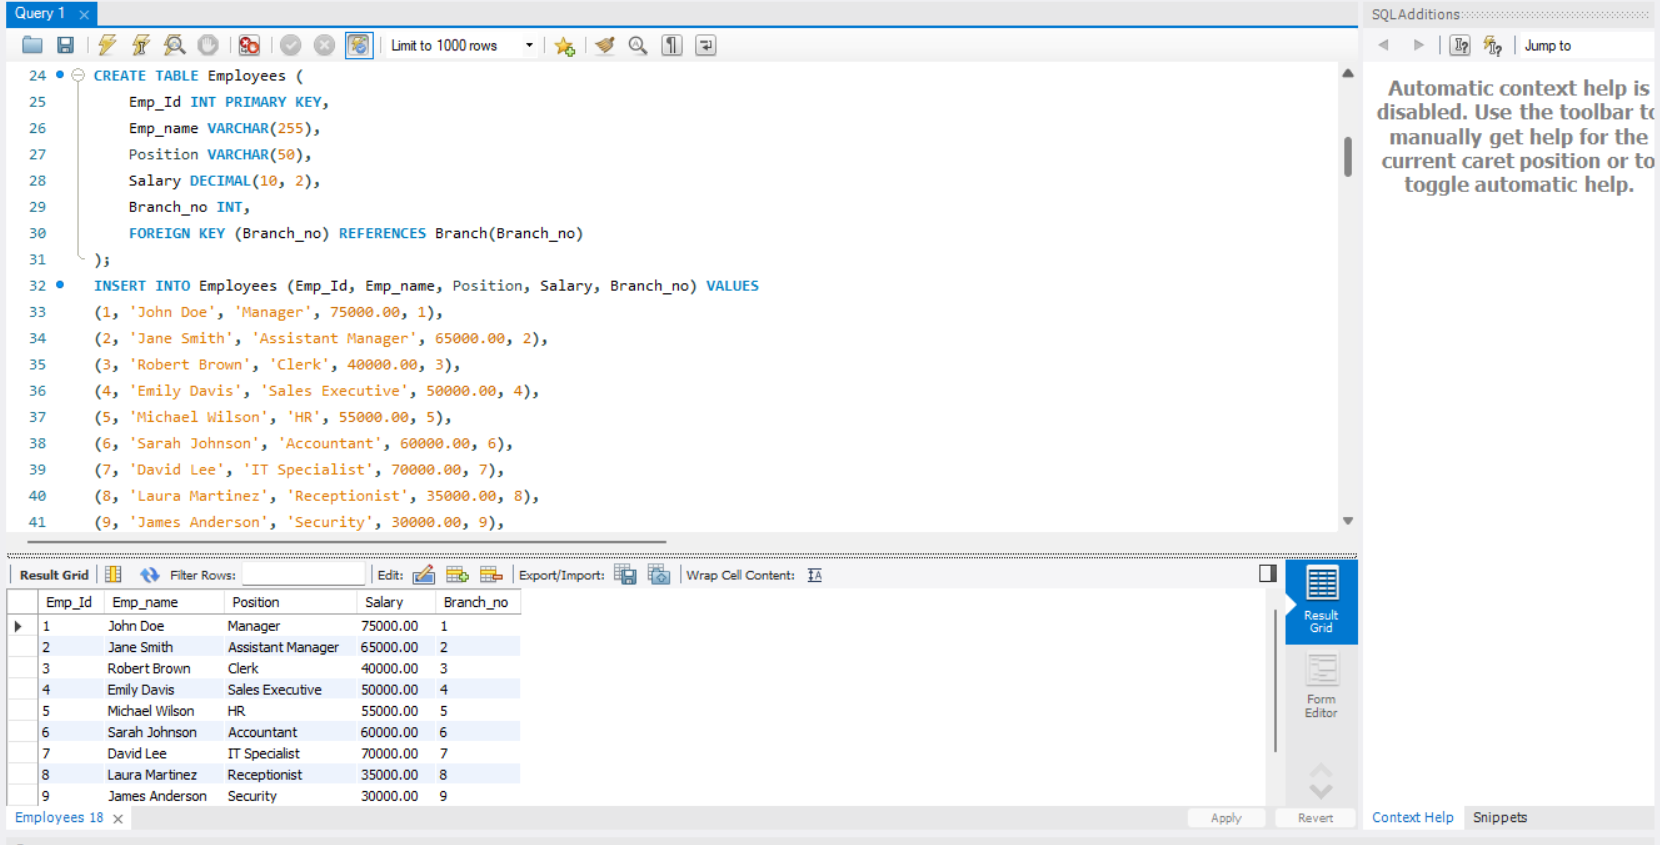 Query 1
SQLAdditions
Limit to 1000 rows
Jump to
24 CREATE TABLE Employees (
25 Emp_Id INT PRIMARY KEY,
26 Emp_name VARCHAR(255),
27 Position VARCHAR(50),
28 Salary DECIMAL(10, 2),
29 Branch_no INT,
30 FOREIGN KEY (Branch_no) REFERENCES Branch(Branch_no)
31 );
32 INSERT INTO Employees (Emp_Id, Emp_name, Position, Salary, Branch_no) VALUES
33 (1, 'John Doe', 'Manager', 75000.00, 1),
34 (2, 'Jane Smith', 'Assistant Manager', 65000.00, 2),
35 (3, 'Robert Brown', 'Clerk', 40000.00, 3),
36 (4, 'Emily Davis', 'Sales Executive', 50000.00, 4),
37 (5, 'Michael Wilson', 'HR', 55000.00, 5),
38 (6, 'Sarah Johnson', 'Accountant', 60000.00, 6),
39 (7, 'David Lee', 'IT Specialist', 70000.00, 7),
40 (8, 'Laura Martinez', 'Receptionist', 35000.00, 8),
41 (9, 'James Anderson', 'Security', 30000.00, 9),
Automatic context help is
disabled. Use the toolbar to
manually get help for the
current caret position or to
toggle automatic help.
Result Grid Filter Rows: Edit: Export/Import: Wrap Cell Content:
Emp_Id Emp_name Position Salary Branch_no
1 John Doe Manager 75000.00 1
2 Jane Smith Assistant Manager 65000.00 2
3 Robert Brown Clerk 40000.00 3
4 Emily Davis Sales Executive 50000.00 4
5 Michael Wilson HR 55000.00 5
6 Sarah Johnson Accountant 60000.00 6
7 David Lee IT Specialist 70000.00 7
8 Laura Martinez Receptionist 35000.00 8
9 James Anderson Security 30000.00 9
Result
Grid
Form
Editor
Employees 18
Apply Revert
Context Help Snippets